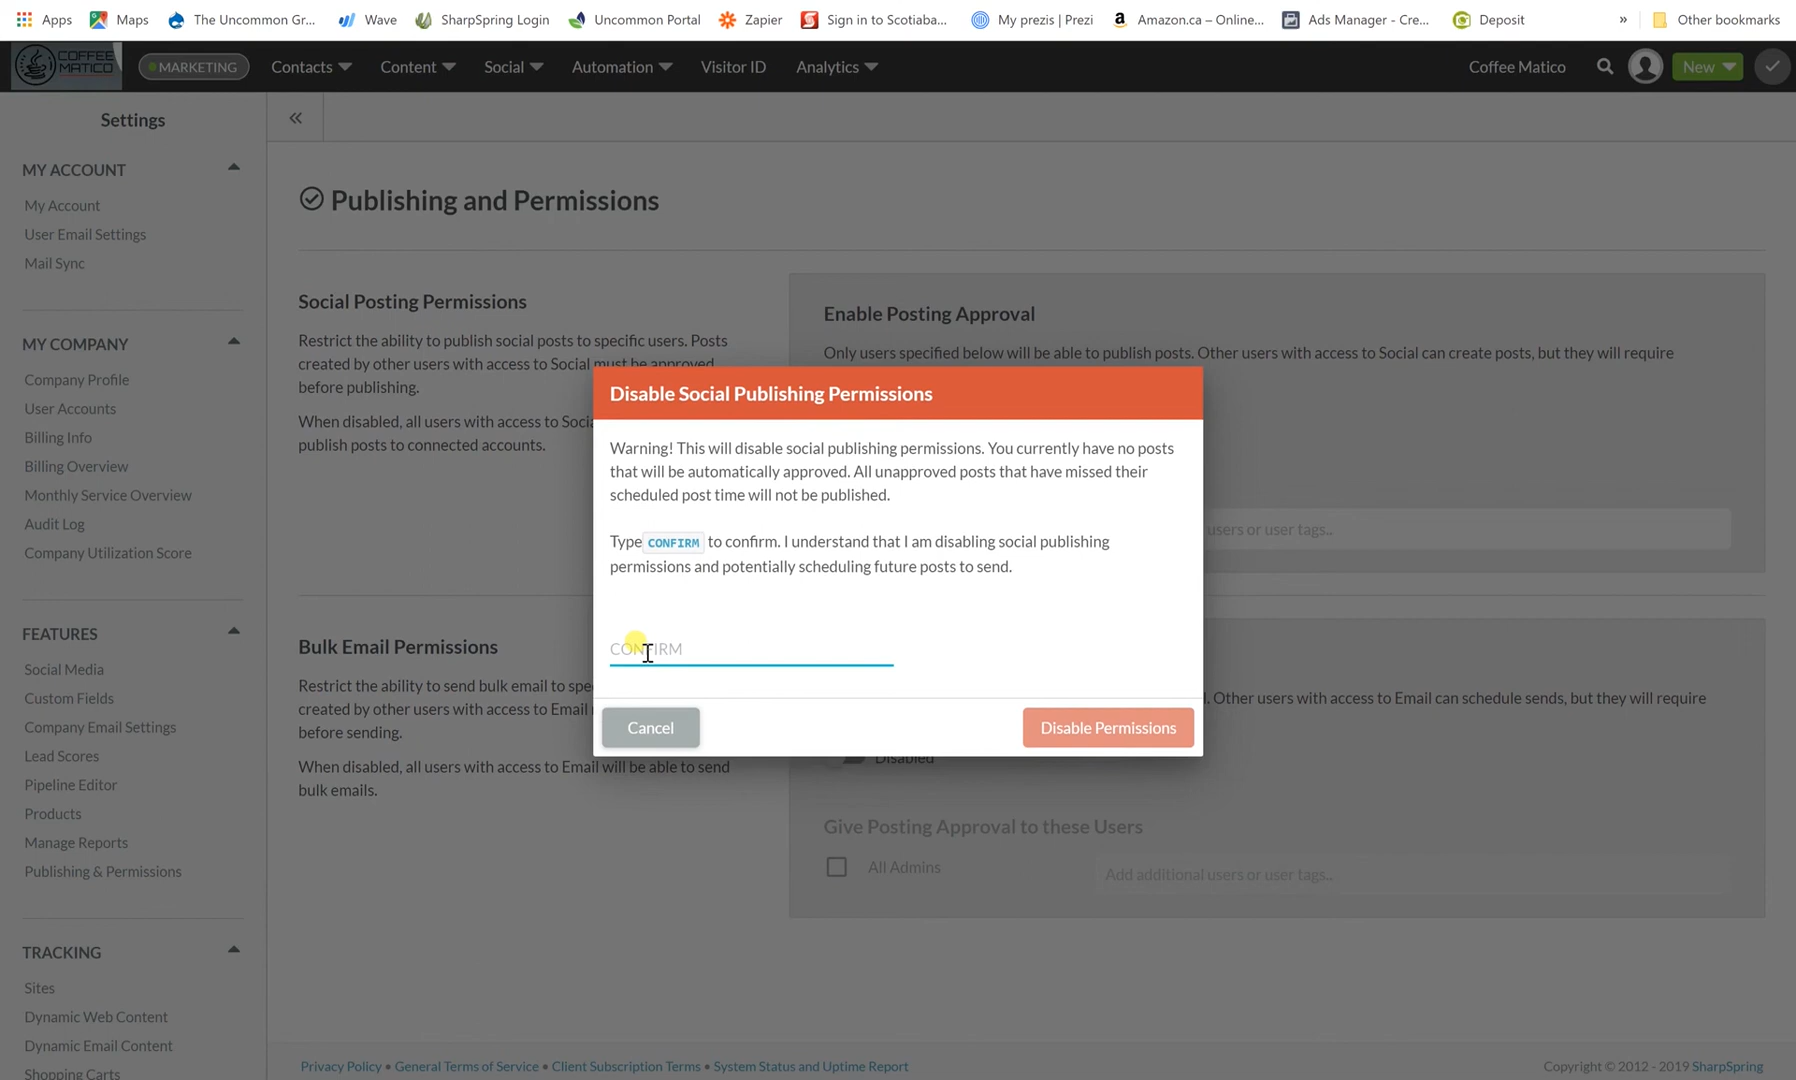 Apps Maps The Uncommon Gr... Wave SharpSpring Login Uncommon Portal Zapier Sign in to Scotiaba... My prezis | Prezi Amazon.ca – Online... Ads Manager - Cre... Deposit » Other bookmarks
COFFEE MATICO MARKETING Contacts Content Social Automation Visitor ID Analytics Coffee Matico New
Settings
MY ACCOUNT
My Account
User Email Settings
Mail Sync
MY COMPANY
Company Profile
User Accounts
Billing Info
Billing Overview
Monthly Service Overview
Audit Log
Company Utilization Score
FEATURES
Social Media
Custom Fields
Company Email Settings
Lead Scores
Pipeline Editor
Products
Manage Reports
Publishing & Permissions
TRACKING
Sites
Dynamic Web Content
Dynamic Email Content
Shopping Carts
Publishing and Permissions
Social Posting Permissions
Restrict the ability to publish social posts to specific users. Posts
created by other users with access to Social must be approved
before publishing.
When disabled, all users with access to
publish posts to connected accounts.
Enable Posting Approval
Only users specified below will be able to publish posts. Other users with access to Social can create posts, but they will require
users or user tags..
Disable Social Publishing Permissions
Warning! This will disable social publishing permissions. You currently have no posts
that will be automatically approved. All unapproved posts that have missed their
scheduled post time will not be published.
Type CONFIRM to confirm. I understand that I am disabling social publishing
permissions and potentially scheduling future posts to send.
CONFIRM
Cancel Disable Permissions
Bulk Email Permissions
Restrict the ability to send bulk email to
created by other users with access to Email
before sending.
When disabled, all users with access to Email will be able to send
bulk emails.
. Other users with access to Email can schedule sends, but they will require
Disabled
Give Posting Approval to these Users
All Admins Add additional users or user tags..
Privacy Policy • General Terms of Service • Client Subscription Terms • System Status and Uptime Report
Copyright © 2012 - 2019 SharpSpring